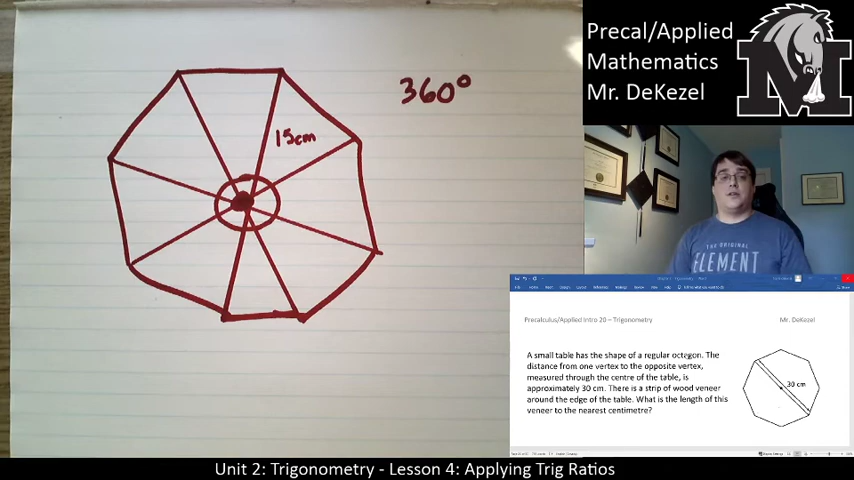 360°
15cm
Precal/Applied
Mathematics
Mr. DeKezel
M
THE ORIGINAL
ELEMENT
Precalculus/Applied Intro 20 – Trigonometry
Mr. DeKezel
A small table has the shape of a regular octegon. The
distance from one vertex to the opposite vertex,
measured through the centre of the table, is
approximately 30 cm. There is a strip of wood veneer
around the edge of the table. What is the length of this
veneer to the nearest centimetre?
30 cm
Unit 2: Trigonometry - Lesson 4: Applying Trig Ratios